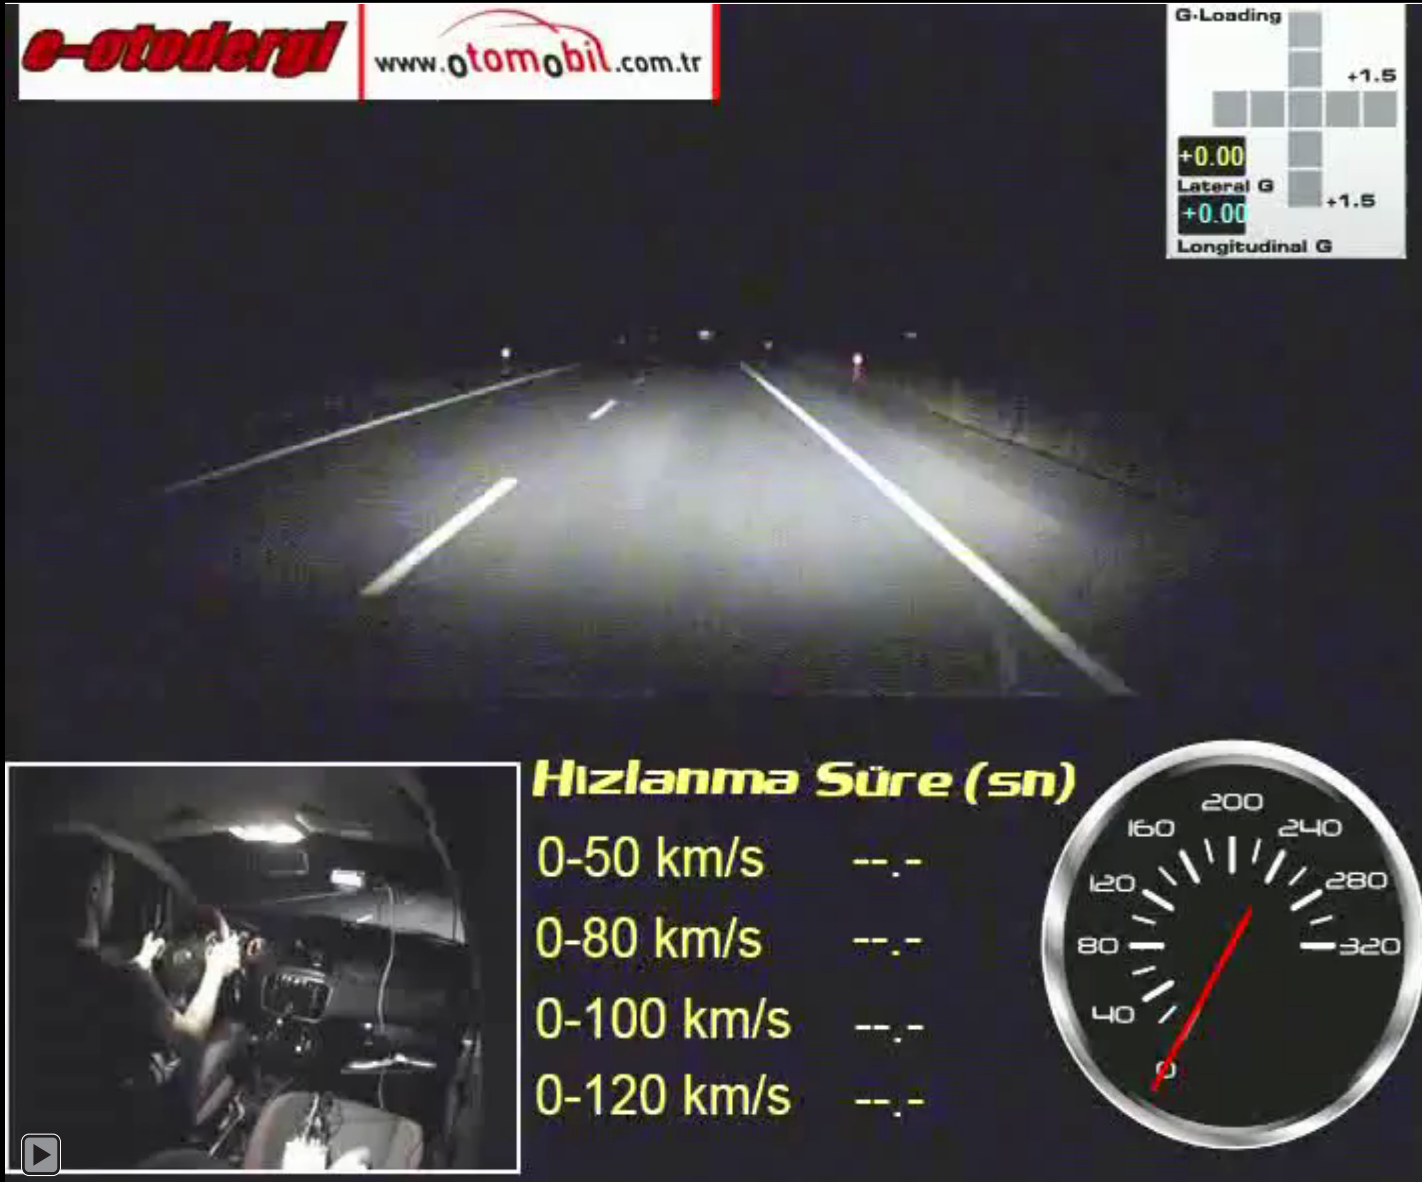 e-otodergi
www.otomobil.com.tr
G-Loading
+1.5
+0.00
Lateral G
+1.5
+0.00
Longitudinal G
Hızlanma Süre (sn)
0-50 km/s --.-
0-80 km/s --.-
0-100 km/s --.-
0-120 km/s --.-
200
160 240
120 280
80 320
40
0